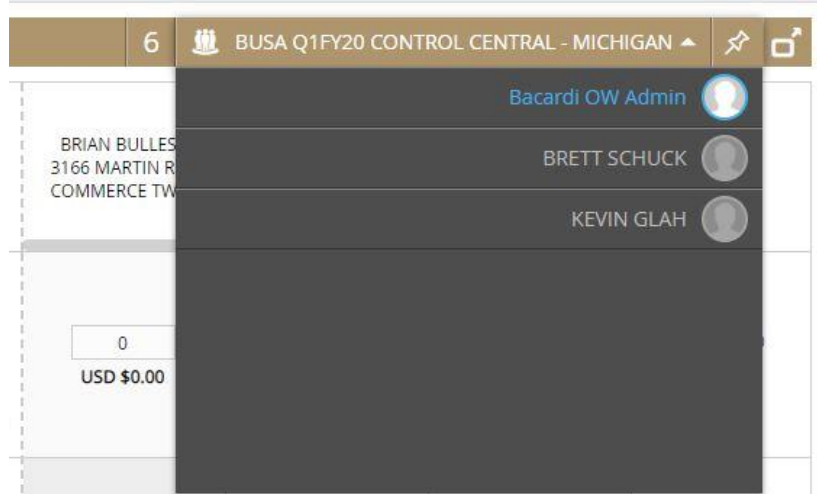 6 BUSA Q1FY20 CONTROL CENTRAL - MICHIGAN
Bacardi OW Admin
BRETT SCHUCK
KEVIN GLAH
BRIAN BULLES
3166 MARTIN R
COMMERCE TW
0
USD $0.00